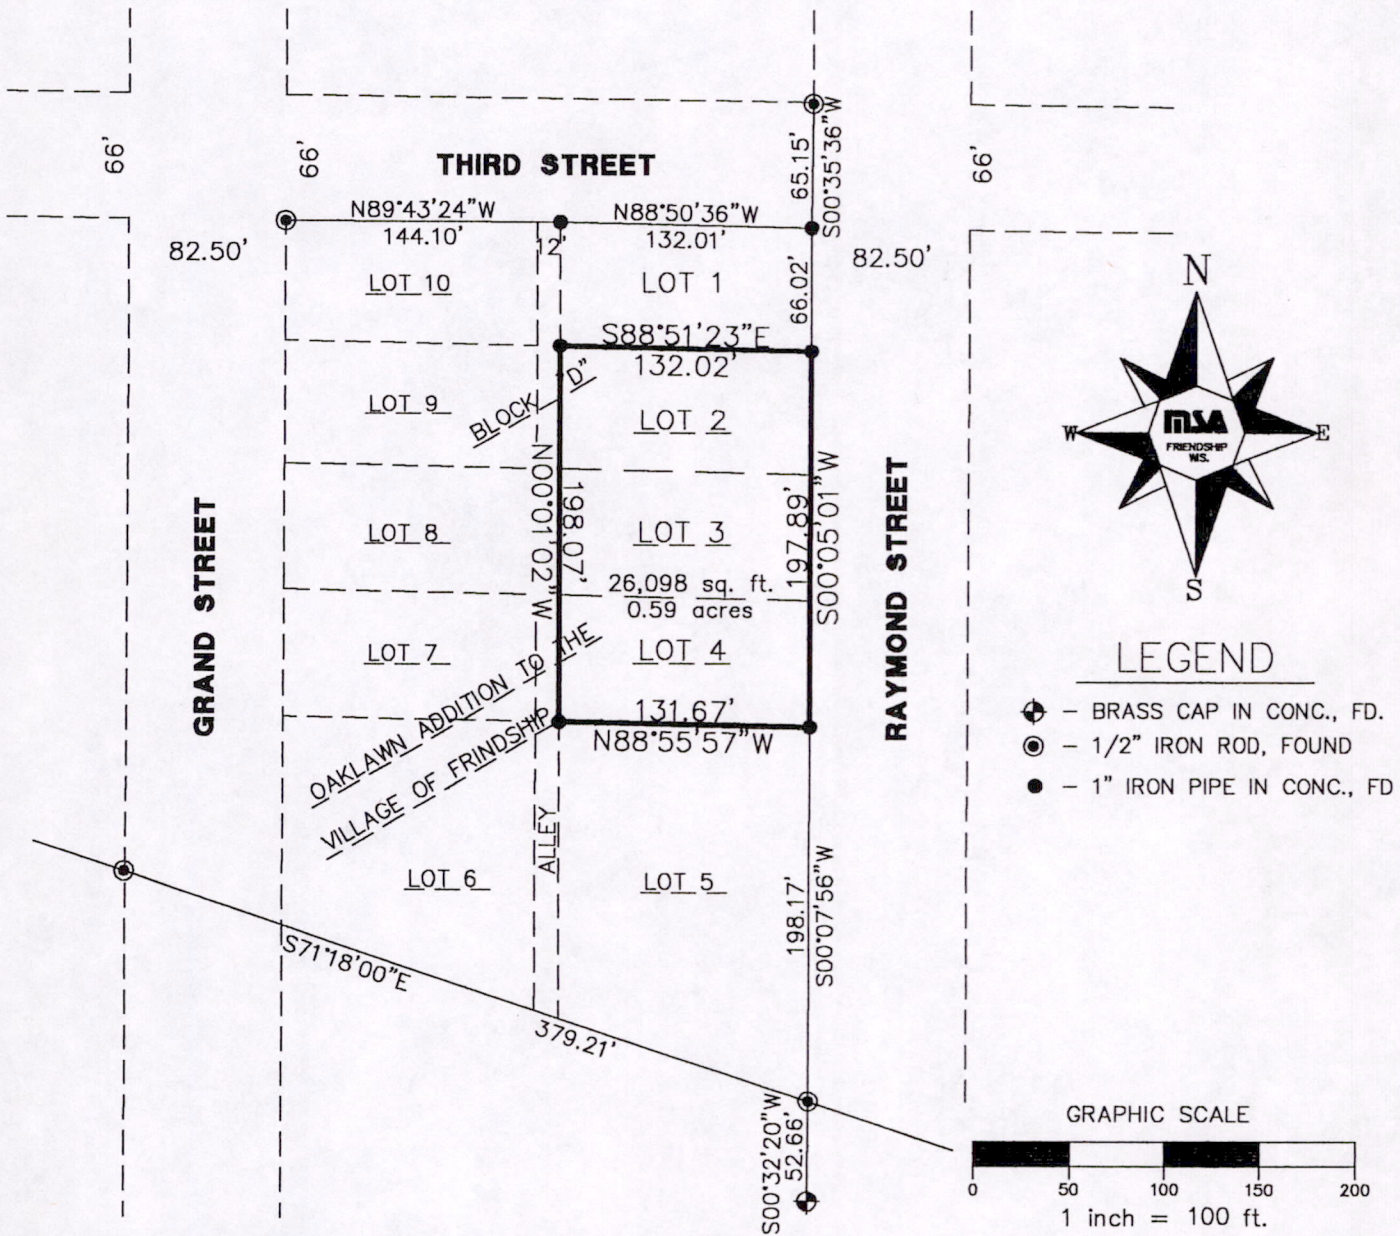 66'
66'
THIRD STREET
65.15'
S00°35'36"W
66'
N89°43'24"W
144.10'
12'
N88°50'36"W
132.01'
82.50'
82.50'
LOT 10
LOT 1
66.02'
N
S88°51'23"E
132.02'
BLOCK "D"
LOT 9
LOT 2
W
MSA
FRIENDSHIP
WS.
E
S
GRAND STREET
LOT 8
N00°01'02"W
198.07'
LOT 3
197.89'
S00°05'01"W
RAYMOND STREET
26,098 sq. ft.
0.59 acres
LOT 7
LOT 4
OAKLAWN ADDITION TO THE
VILLAGE OF FRINDSHIP
131.67'
N88°55'57"W
LEGEND
– BRASS CAP IN CONC., FD.
– 1/2" IRON ROD, FOUND
– 1" IRON PIPE IN CONC., FD
ALLEY
LOT 6
LOT 5
198.17'
S00°07'56"W
S71°18'00"E
379.21'
S00°32'20"W
52.66'
GRAPHIC SCALE
0 50 100 150 200
1 inch = 100 ft.